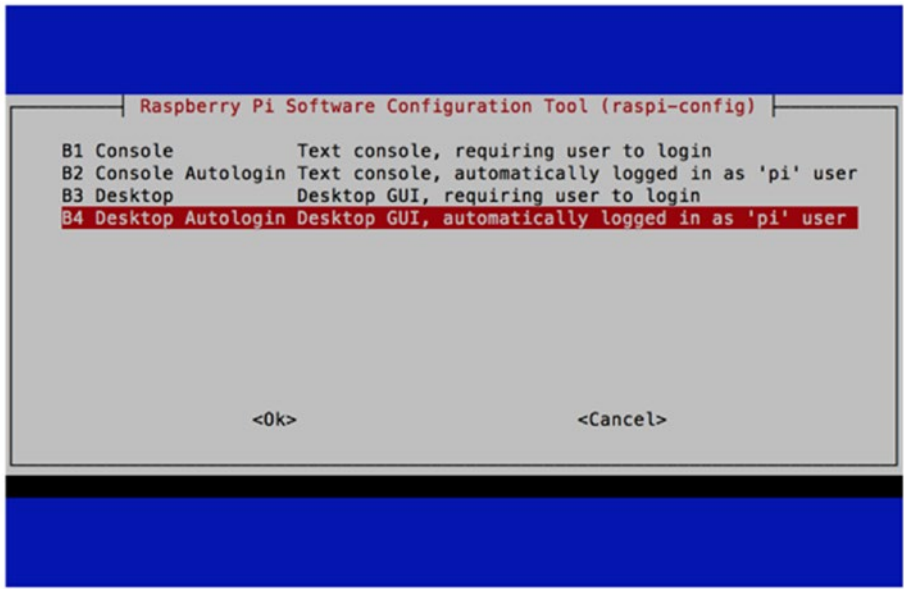 Raspberry Pi Software Configuration Tool (raspi-config)
B1 Console Text console, requiring user to login
B2 Console Autologin Text console, automatically logged in as 'pi' user
B3 Desktop Desktop GUI, requiring user to login
B4 Desktop Autologin Desktop GUI, automatically logged in as 'pi' user
<Ok> <Cancel>